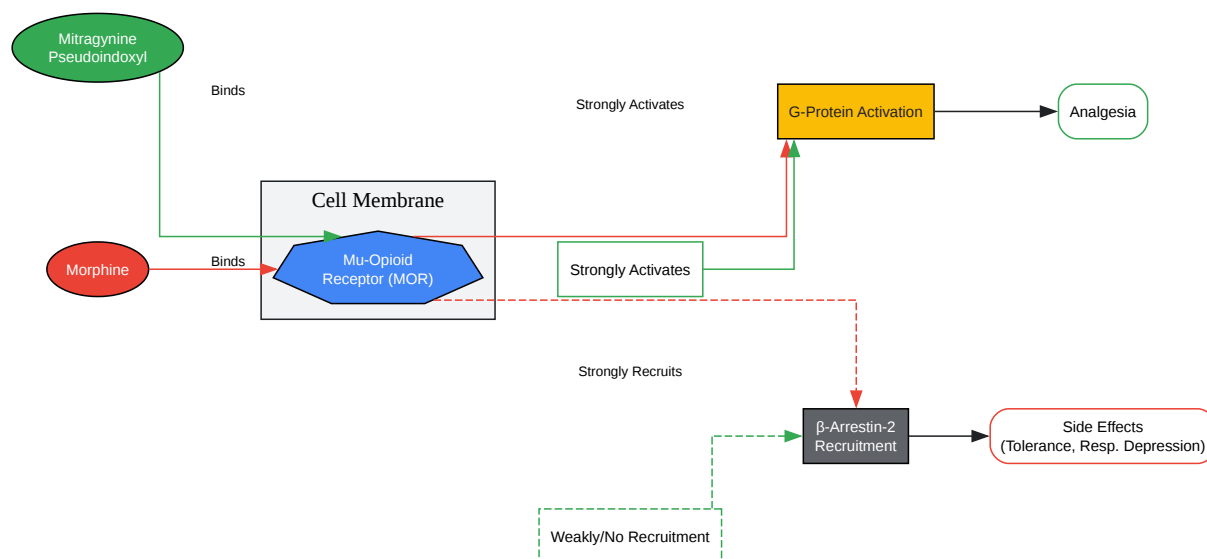 Mitragynine
Pseudoindoxyl
Binds
Strongly Activates
G-Protein Activation
Analgesia
Cell Membrane
Mu-Opioid
Receptor (MOR)
Morphine
Binds
Strongly Activates
Strongly Recruits
β-Arrestin-2
Recruitment
Side Effects
(Tolerance, Resp. Depression)
Weakly/No Recruitment